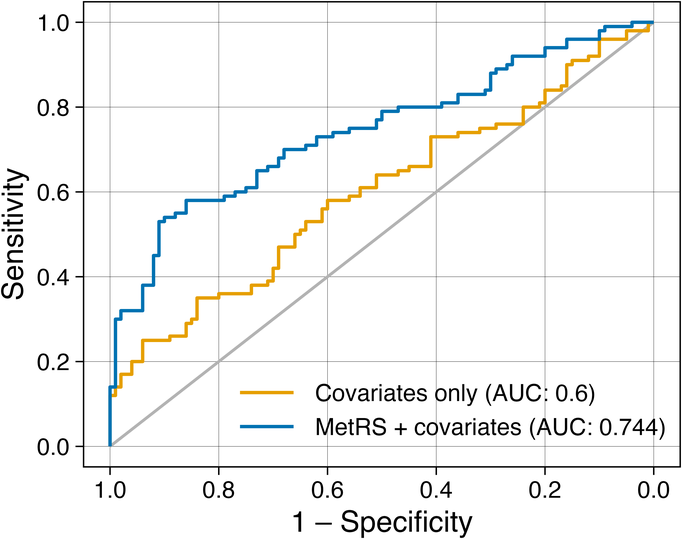 1.0
0.8
0.6
0.4
0.2
0.0
Sensitivity
Covariates only (AUC: 0.6)
MetRS + covariates (AUC: 0.744)
1.0 0.8 0.6 0.4 0.2 0.0
1 − Specificity